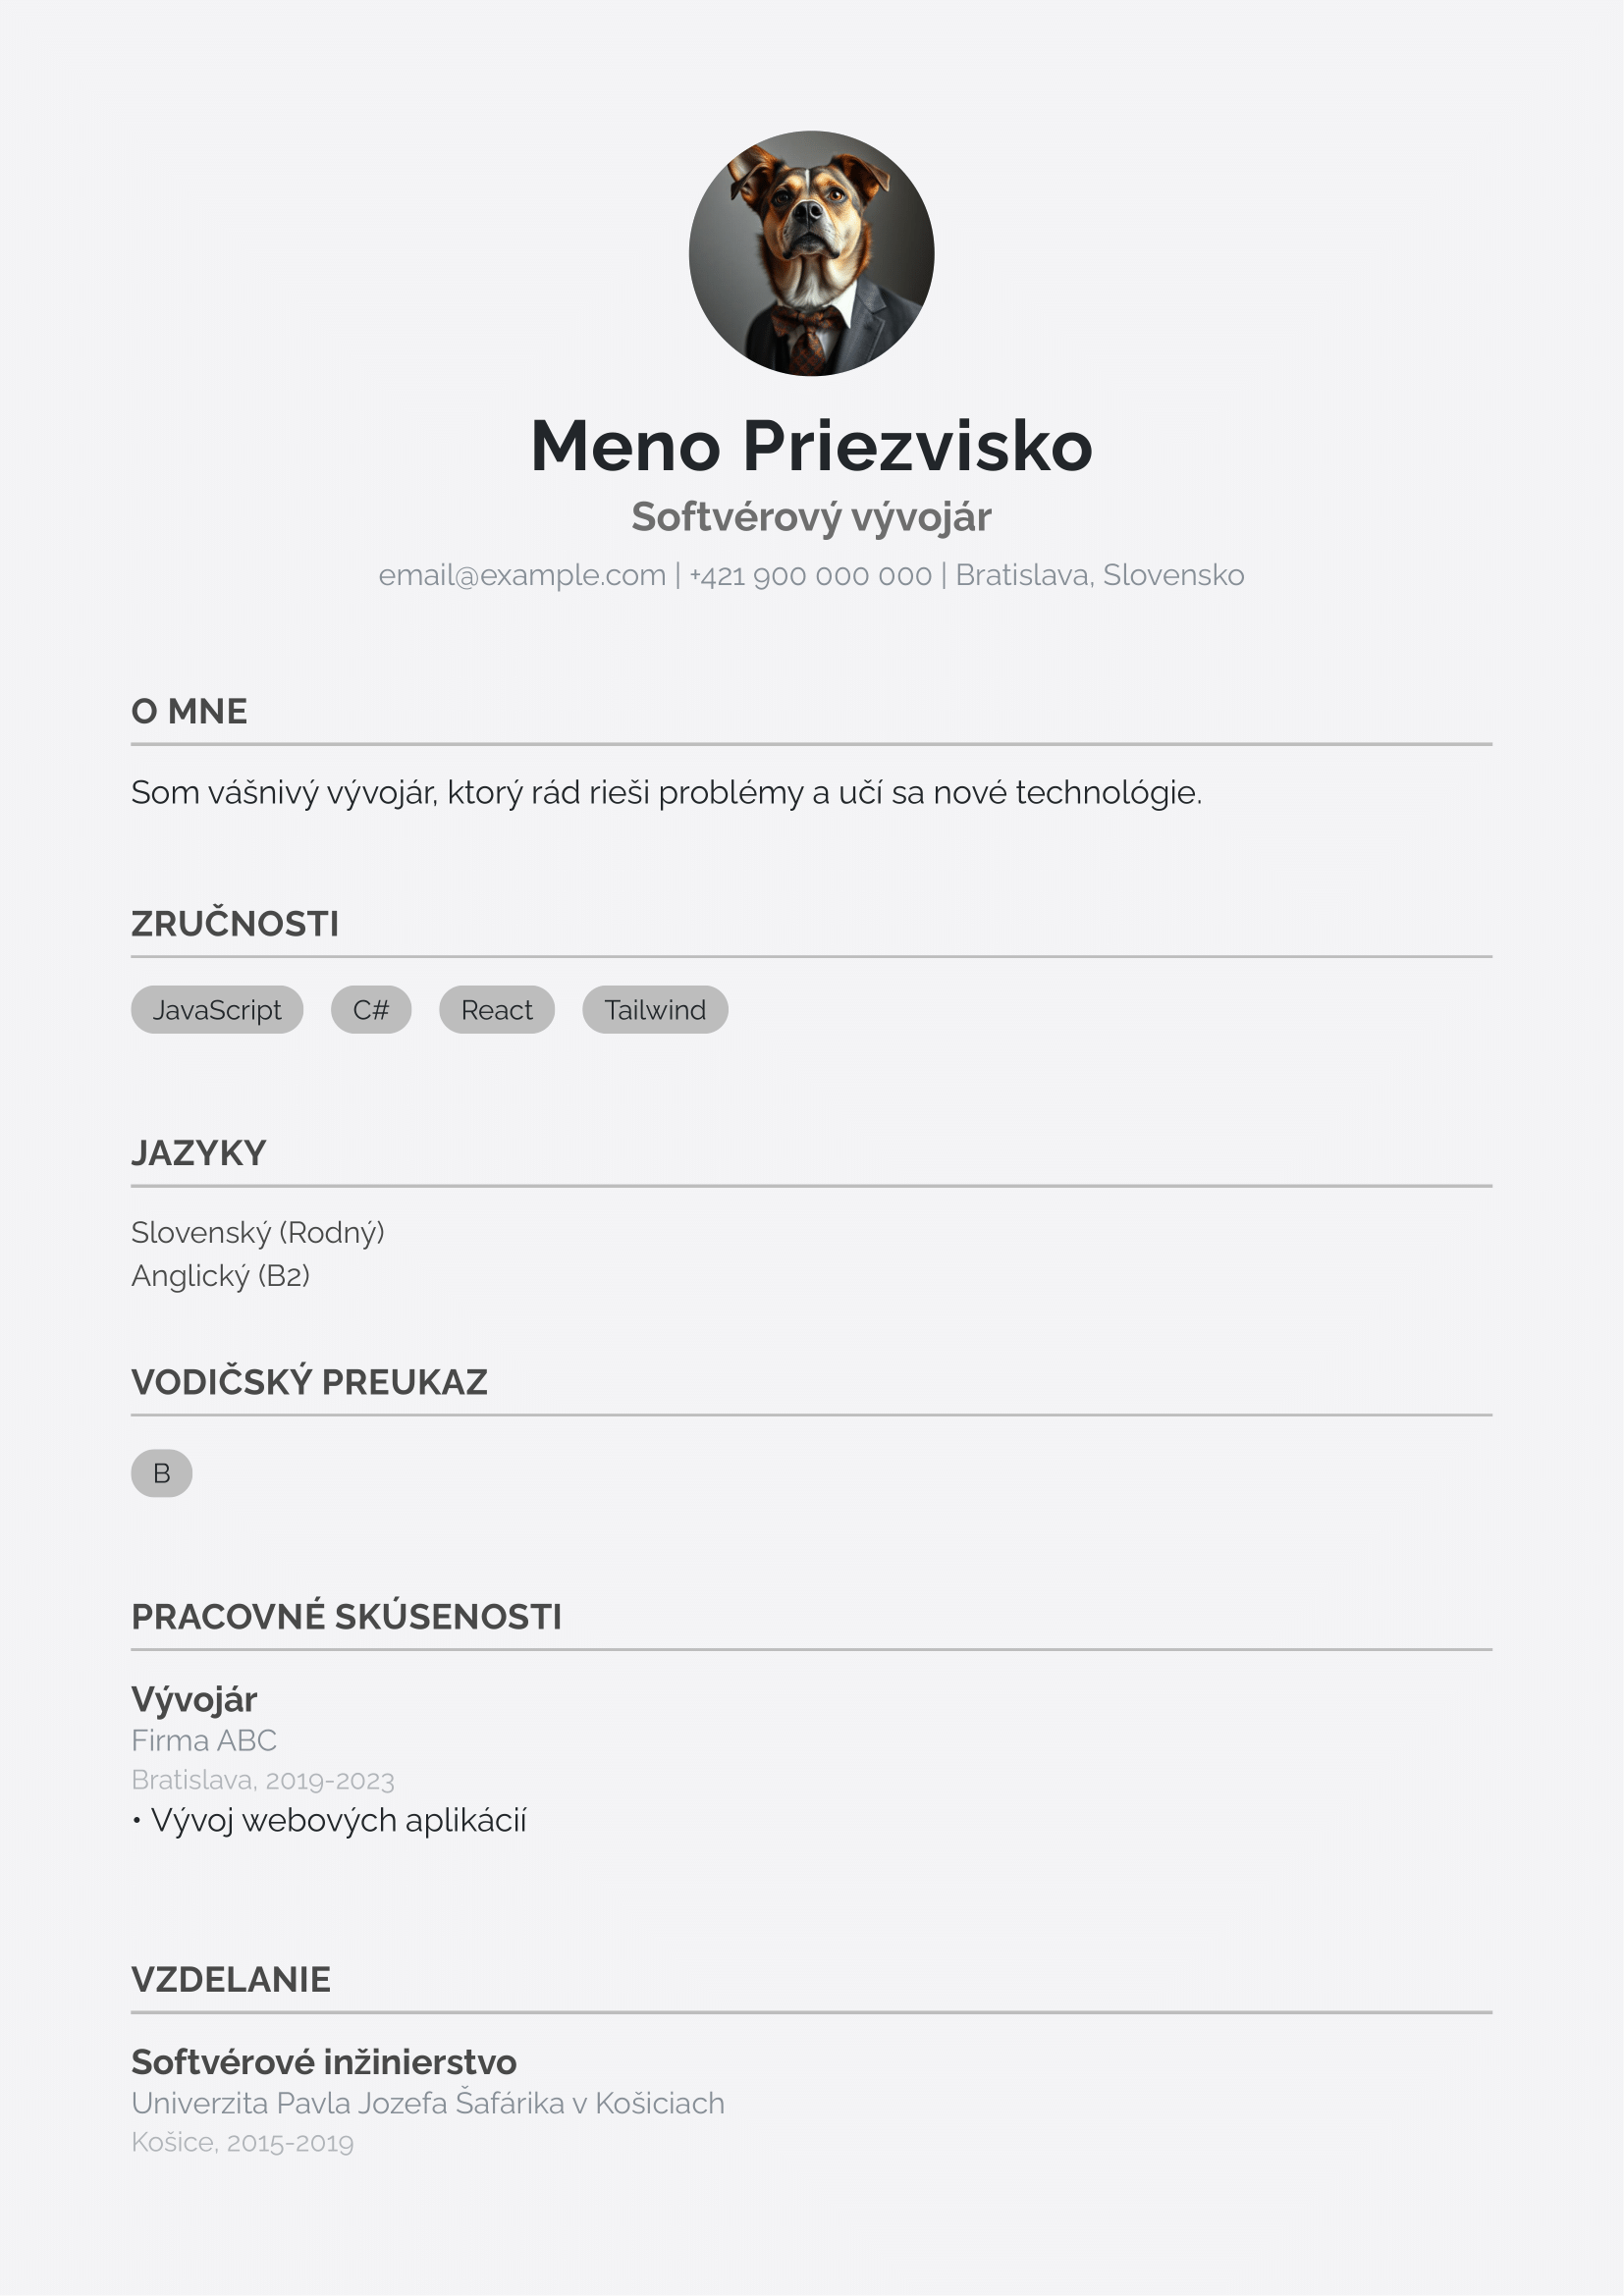 Meno Priezvisko
Softvérový vývojár
email@example.com | +421 900 000 000 | Bratislava, Slovensko
O MNE
Som vášnivý vývojár, ktorý rád rieši problémy a učí sa nové technológie.
ZRUČNOSTI
JavaScript C# React Tailwind
JAZYKY
Slovenský (Rodný)
Anglický (B2)
VODIČSKÝ PREUKAZ
B
PRACOVNÉ SKÚSENOSTI
Vývojár
Firma ABC
Bratislava, 2019-2023
• Vývoj webových aplikácií
VZDELANIE
Softvérové inžinierstvo
Univerzita Pavla Jozefa Šafárika v Košiciach
Košice, 2015-2019